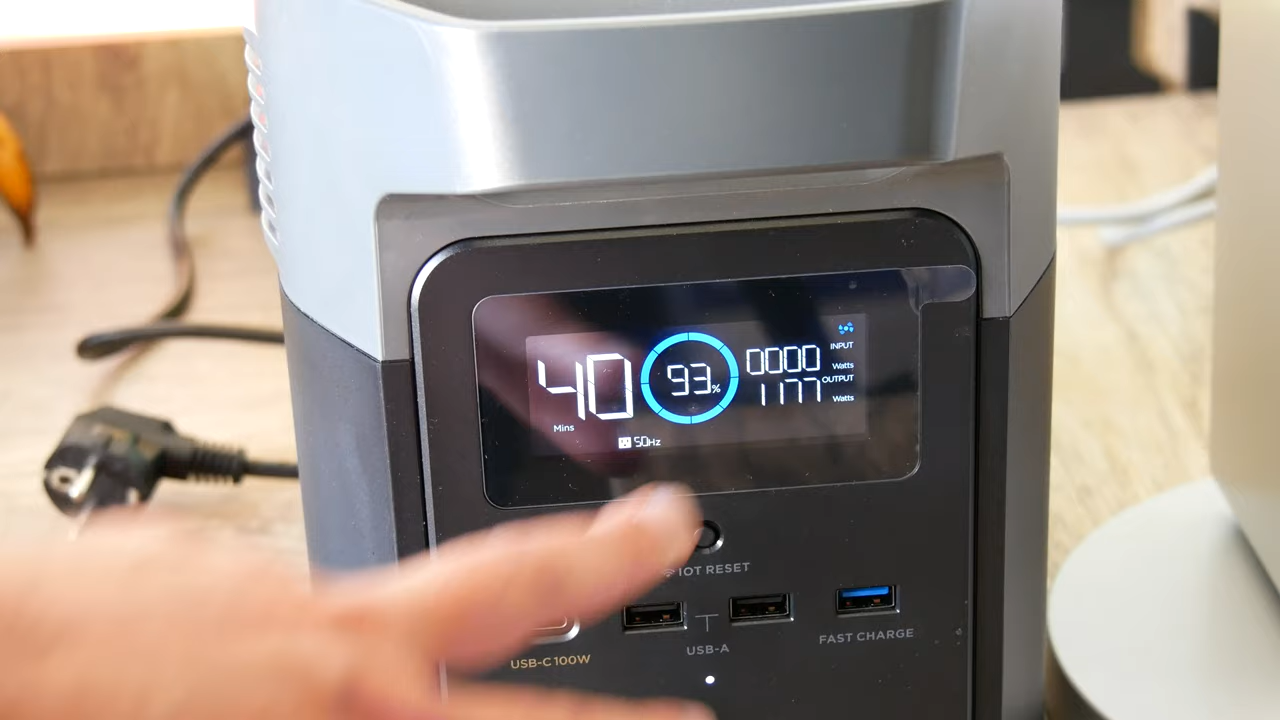 40 Mins
93%
0000 INPUT Watts
1177 OUTPUT Watts
50Hz
IOT RESET
USB-C 100W
USB-A
FAST CHARGE